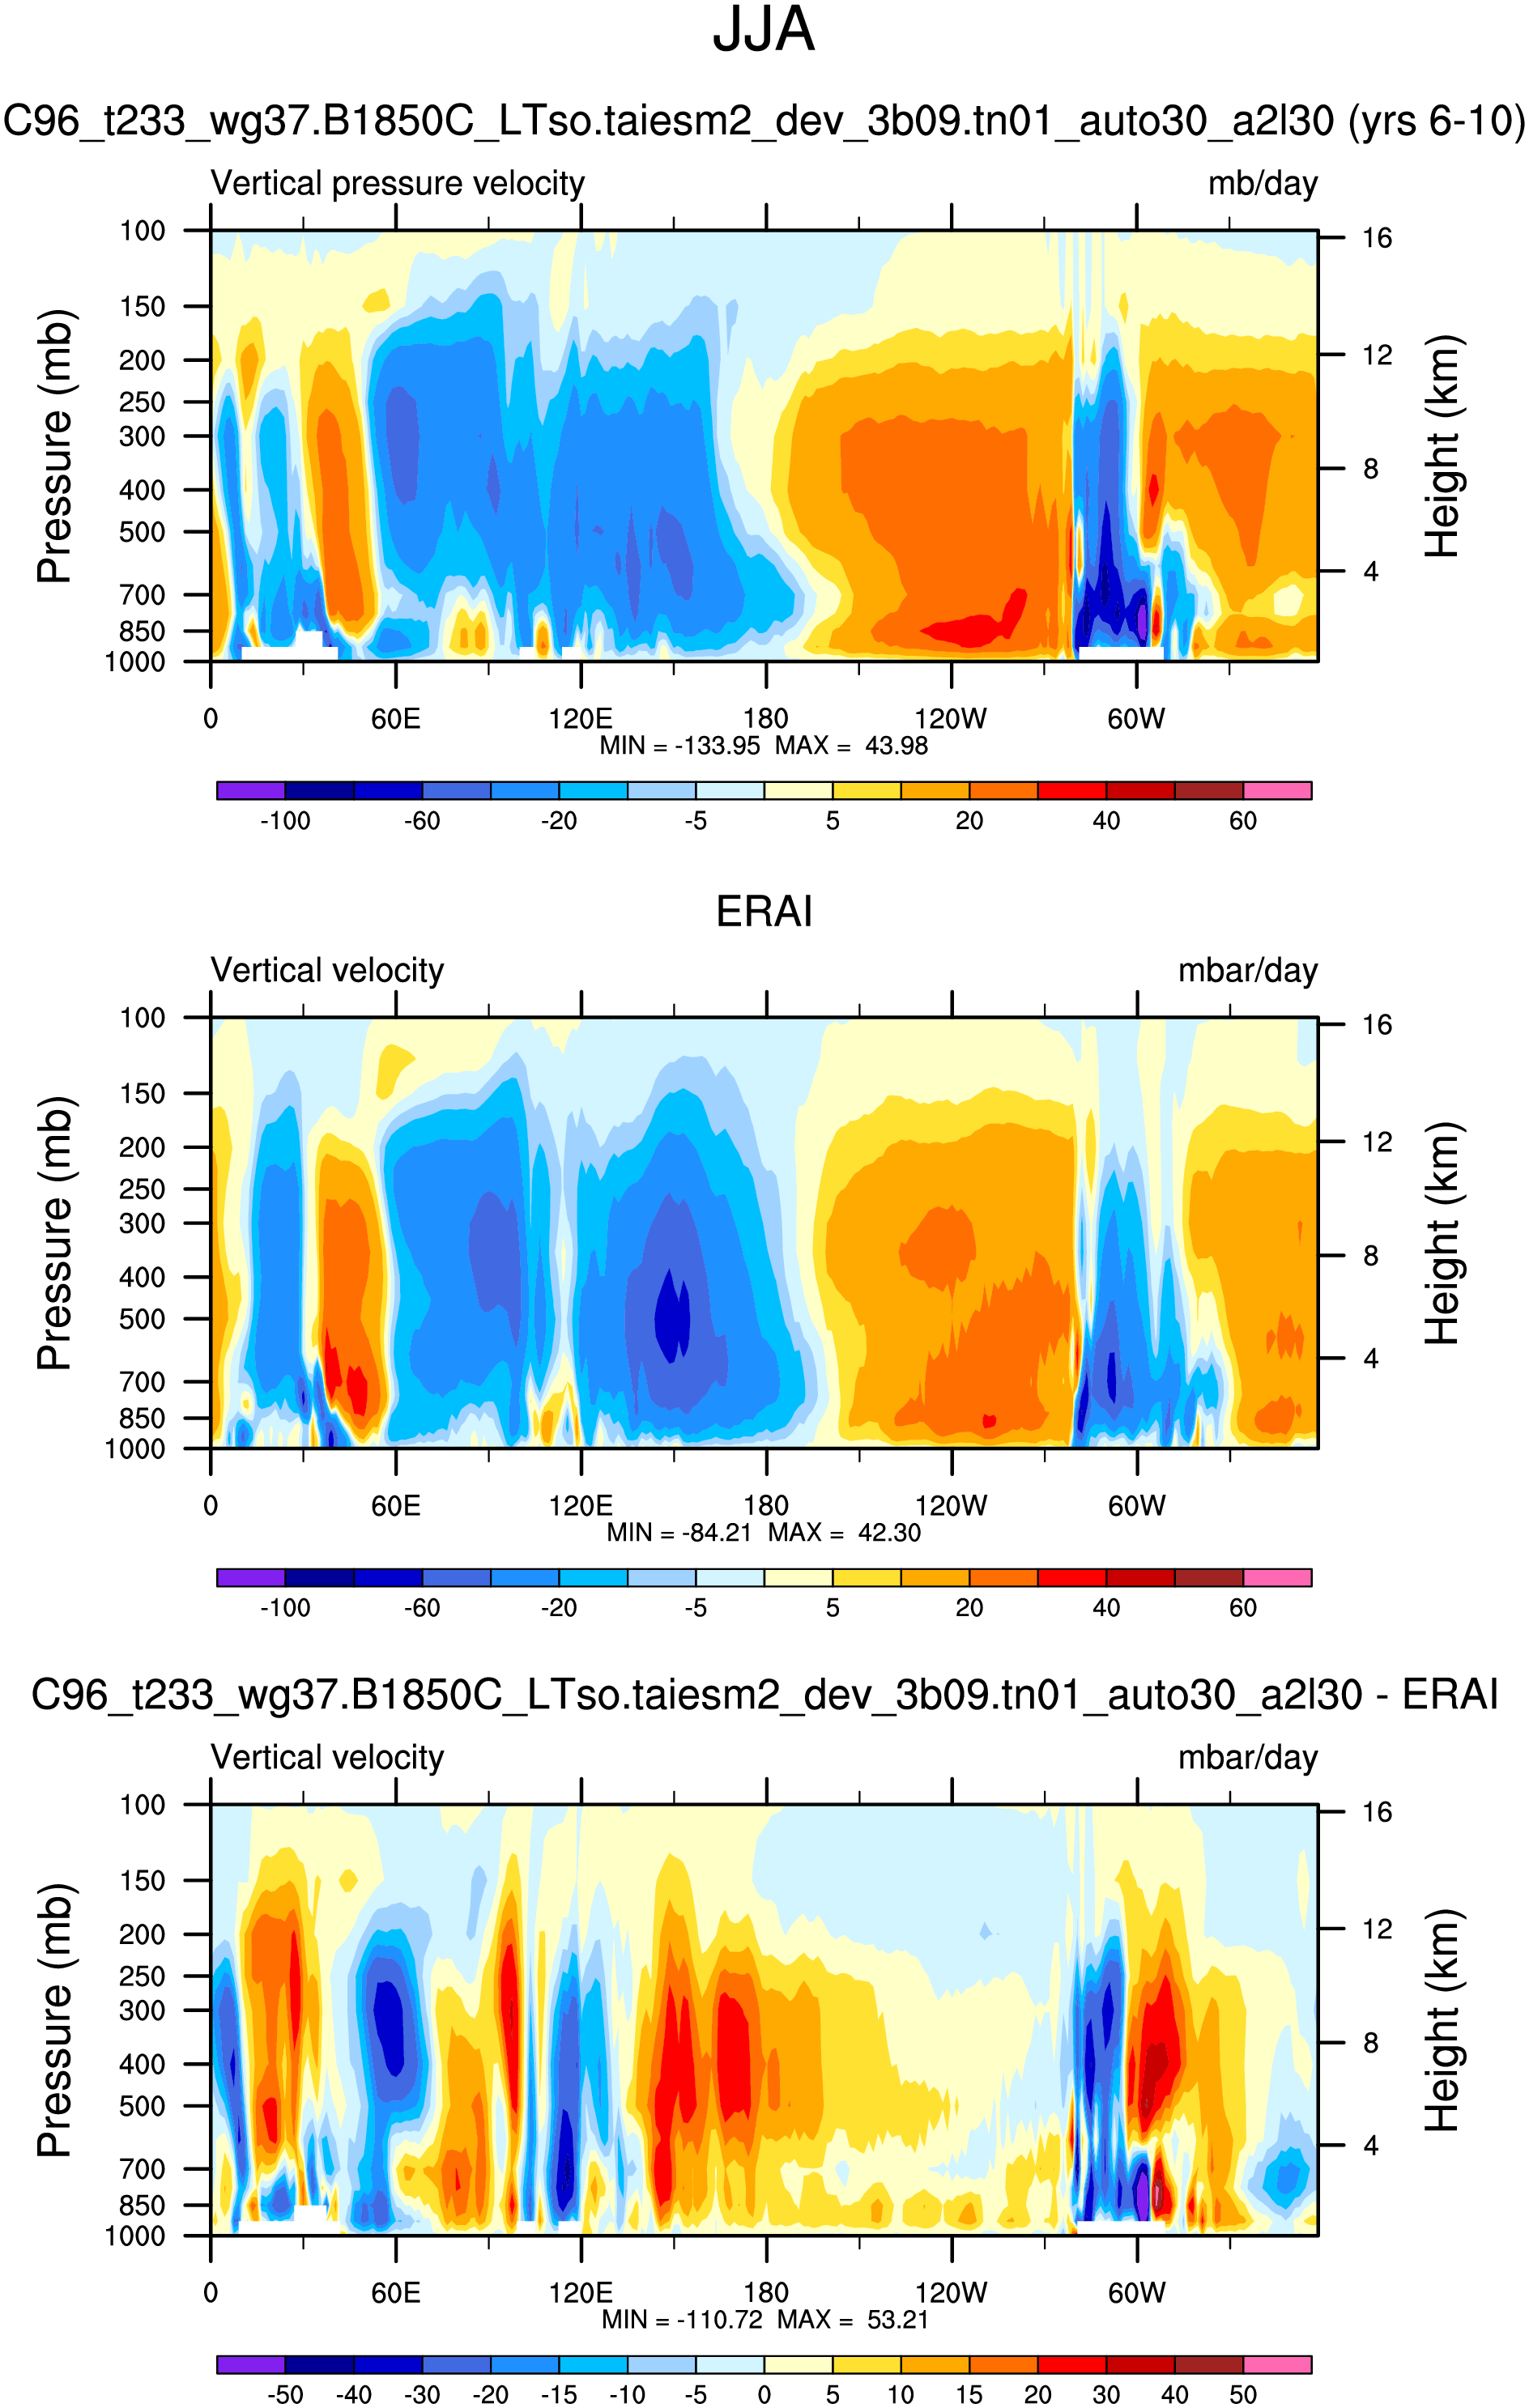 JJA
C96_t233_wg37.B1850C_LTso.taiesm2_dev_3b09.tn01_auto30_a2l30 (yrs 6-10)
Vertical pressure velocity mb/day
Pressure (mb)
100
150
200
250
300
400
500
700
850
1000
16
12
8
4
Height (km)
0 60E 120E 180 120W 60W
MIN = -133.95 MAX = 43.98
-100 -60 -20 -5 5 20 40 60
ERAI
Vertical velocity mbar/day
Pressure (mb)
100
150
200
250
300
400
500
700
850
1000
16
12
8
4
Height (km)
0 60E 120E 180 120W 60W
MIN = -84.21 MAX = 42.30
-100 -60 -20 -5 5 20 40 60
C96_t233_wg37.B1850C_LTso.taiesm2_dev_3b09.tn01_auto30_a2l30 - ERAI
Vertical velocity mbar/day
Pressure (mb)
100
150
200
250
300
400
500
700
850
1000
16
12
8
4
Height (km)
0 60E 120E 180 120W 60W
MIN = -110.72 MAX = 53.21
-50 -40 -30 -20 -15 -10 -5 0 5 10 15 20 30 40 50